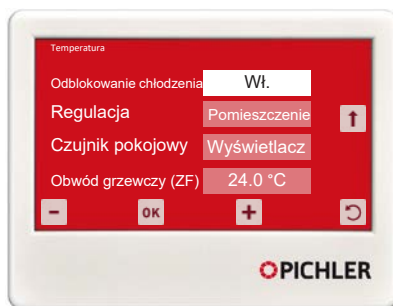 Temperatura
Odblokowanie chłodzenia Wł.
Regulacja Pomieszczenie
Czujnik pokojowy Wyświetlacz
Obwód grzewczy (ZF) 24.0 °C
- OK +
PICHLER